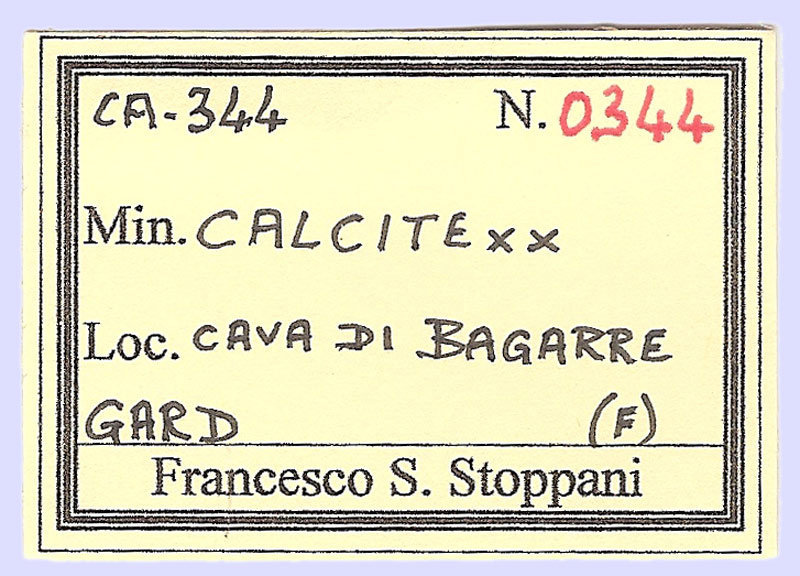 CA-344 N. 0344
Min. CALCITE xx
Loc. CAVA DI BAGARRE
GARD (F)
Francesco S. Stoppani